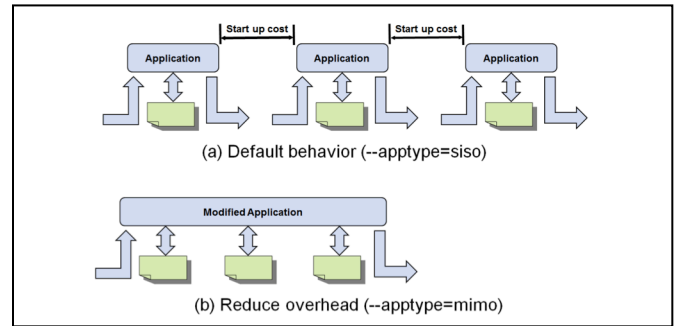 Start up cost Start up cost
Application Application Application
(a) Default behavior (--apptype=siso)
Modified Application
(b) Reduce overhead (--apptype=mimo)